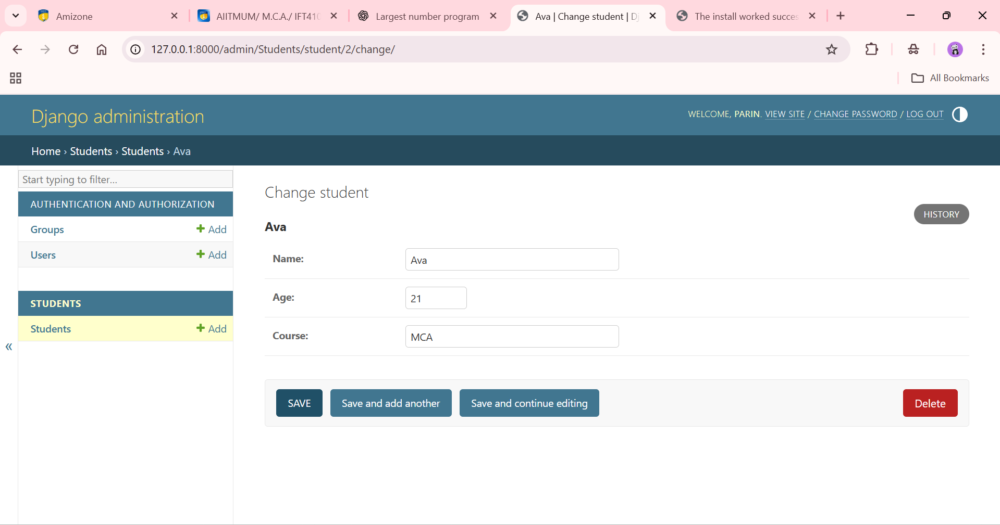 Amizone
AIITMUM/ M.C.A./ IFT410
Largest number program
Ava | Change student | Dj
The install worked succes
127.0.0.1:8000/admin/Students/student/2/change/
All Bookmarks
Django administration
WELCOME, PARIN. VIEW SITE / CHANGE PASSWORD / LOG OUT
Home › Students › Students › Ava
Start typing to filter...
AUTHENTICATION AND AUTHORIZATION
Groups + Add
Users + Add
STUDENTS
Students + Add
«
Change student
HISTORY
Ava
Name: Ava
Age: 21
Course: MCA
SAVE Save and add another Save and continue editing Delete